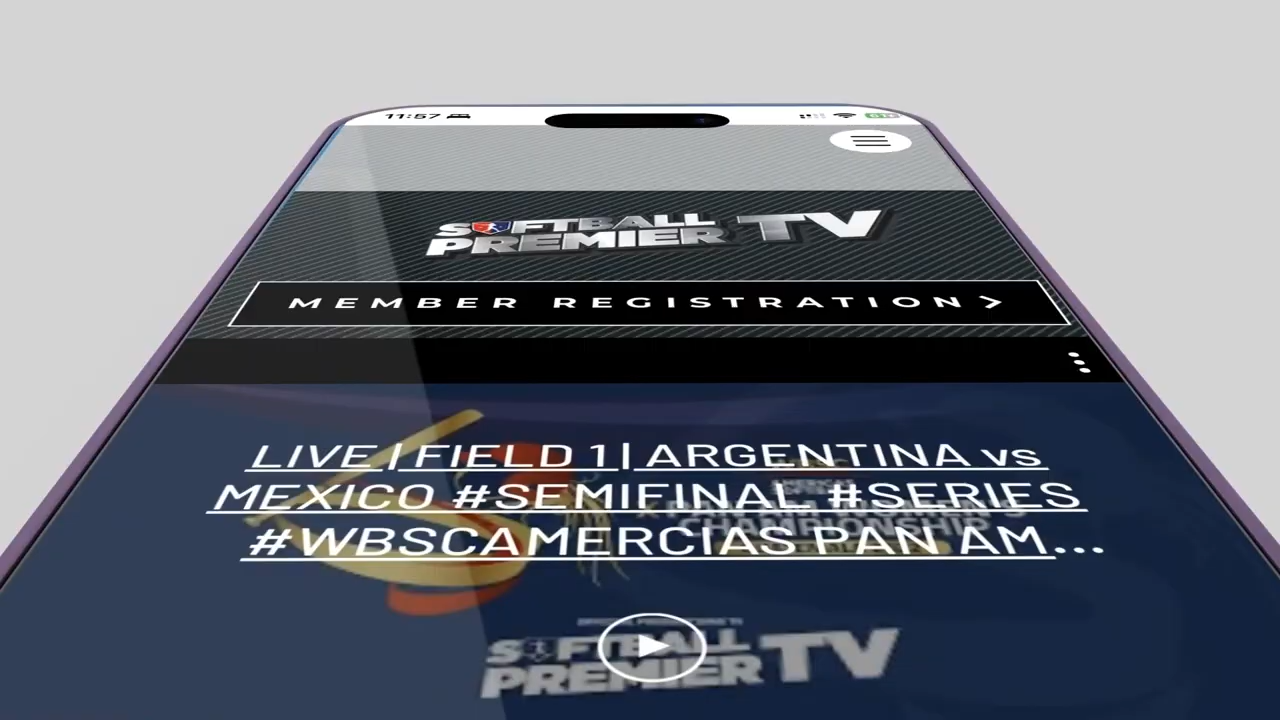 11:57
SOFTBALL
PREMIER TV
MEMBER REGISTRATION >
LIVE | FIELD 1 | ARGENTINA vs
MEXICO #SEMIFINAL #SERIES
#WBSCAMERCIAS PAN AM...
CHAMPIONSHIP
SOFTBALL
PREMIER TV